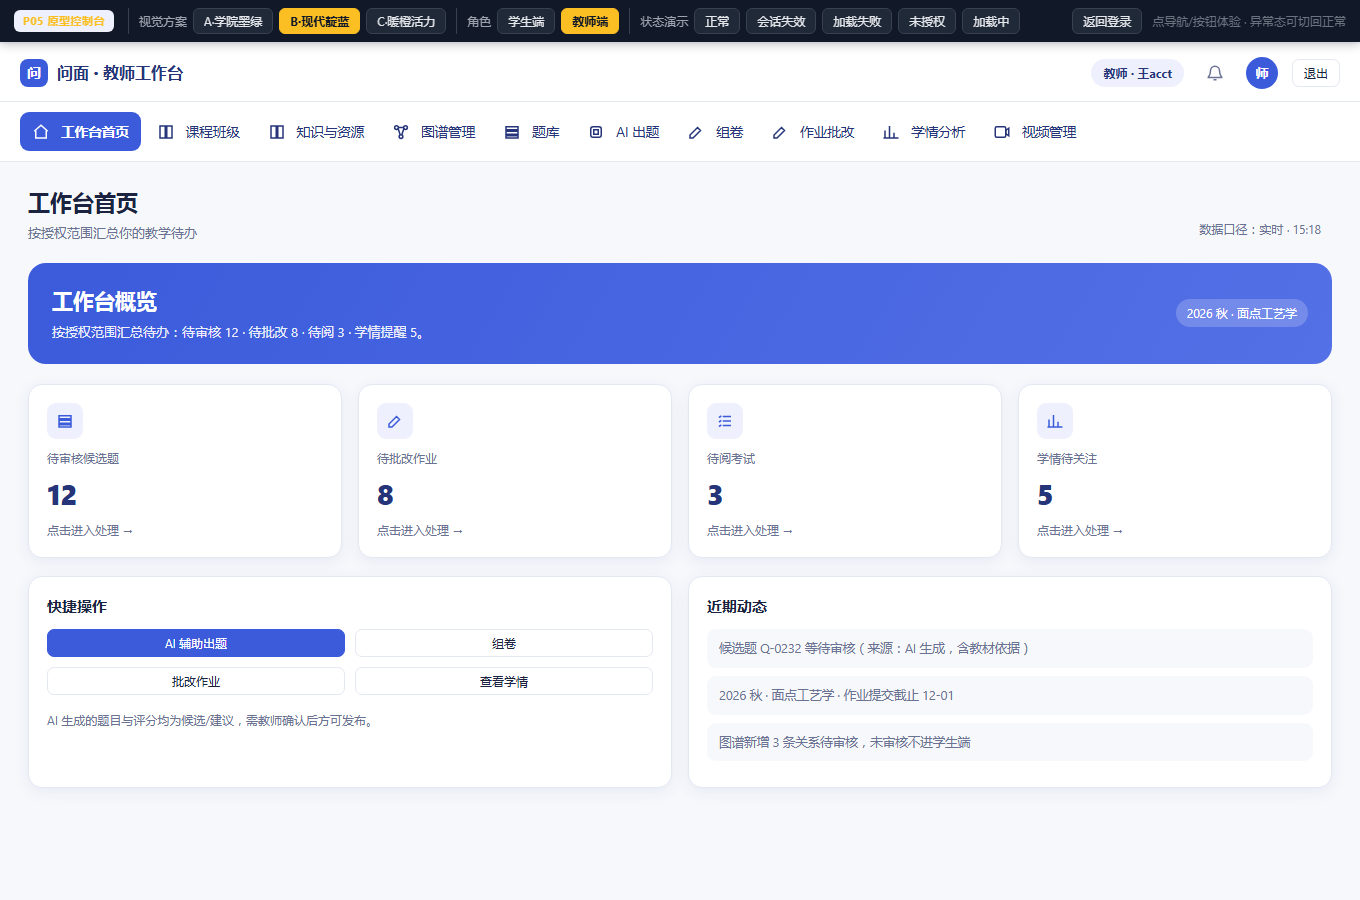 P05 原型控制台 视觉方案 A·学院墨绿 B·现代靛蓝 C·暖橙活力 角色 学生端 教师端 状态演示 正常 会话失效 加载失败 未授权 加载中 返回登录 点导航/按钮体验 · 异常态可切回正常
问 问面 · 教师工作台 教师 · 王acct 师 退出
工作台首页 课程班级 知识与资源 图谱管理 题库 AI 出题 组卷 作业批改 学情分析 视频管理
工作台首页
按授权范围汇总你的教学待办
数据口径：实时 · 15:18
工作台概览
按授权范围汇总待办：待审核 12 · 待批改 8 · 待阅 3 · 学情提醒 5。
2026 秋 · 面点工艺学
待审核候选题
12
点击进入处理 →
待批改作业
8
点击进入处理 →
待阅考试
3
点击进入处理 →
学情待关注
5
点击进入处理 →
快捷操作
AI 辅助出题 组卷
批改作业 查看学情
AI 生成的题目与评分均为候选/建议，需教师确认后方可发布。
近期动态
候选题 Q-0232 等待审核（来源：AI 生成，含教材依据）
2026 秋 · 面点工艺学 · 作业提交截止 12-01
图谱新增 3 条关系待审核，未审核不进学生端